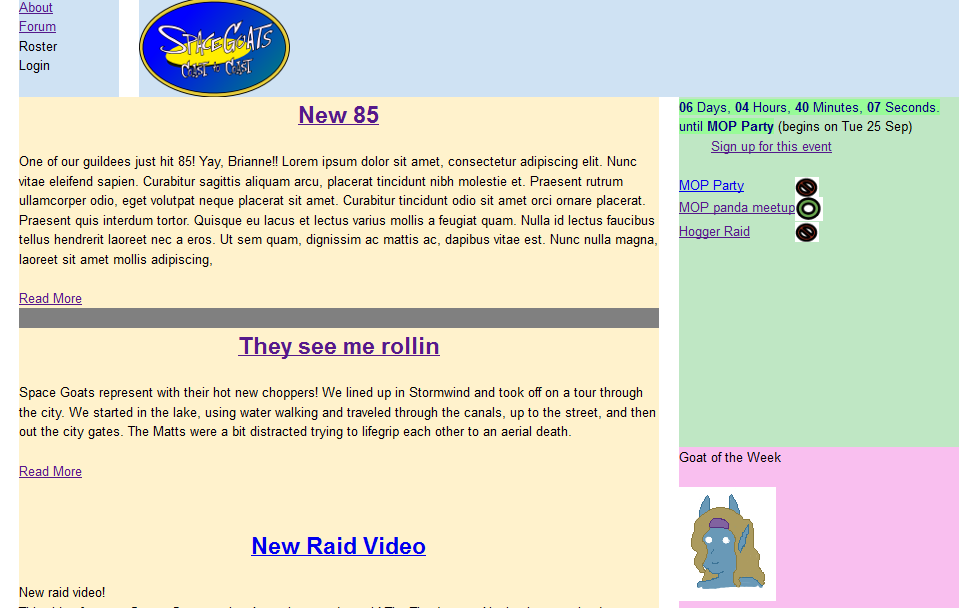 About
Forum
Roster
Login
SpaceGoats
Coast to Coast
New 85
One of our guildees just hit 85! Yay, Brianne!! Lorem ipsum dolor sit amet, consectetur adipiscing elit. Nunc
vitae eleifend sapien. Curabitur sagittis aliquam arcu, placerat tincidunt nibh molestie et. Praesent rutrum
ullamcorper odio, eget volutpat neque placerat sit amet. Curabitur tincidunt odio sit amet orci ornare placerat.
Praesent quis interdum tortor. Quisque eu lacus et lectus varius mollis a feugiat quam. Nulla id lectus faucibus
tellus hendrerit laoreet nec a eros. Ut sem quam, dignissim ac mattis ac, dapibus vitae est. Nunc nulla magna,
laoreet sit amet mollis adipiscing,
Read More
They see me rollin
Space Goats represent with their hot new choppers! We lined up in Stormwind and took off on a tour through
the city. We started in the lake, using water walking and traveled through the canals, up to the street, and then
out the city gates. The Matts were a bit distracted trying to lifegrip each other to an aerial death.
Read More
New Raid Video
New raid video!
06 Days, 04 Hours, 40 Minutes, 07 Seconds.
until MOP Party (begins on Tue 25 Sep)
Sign up for this event
MOP Party
MOP panda meetup
Hogger Raid
Goat of the Week